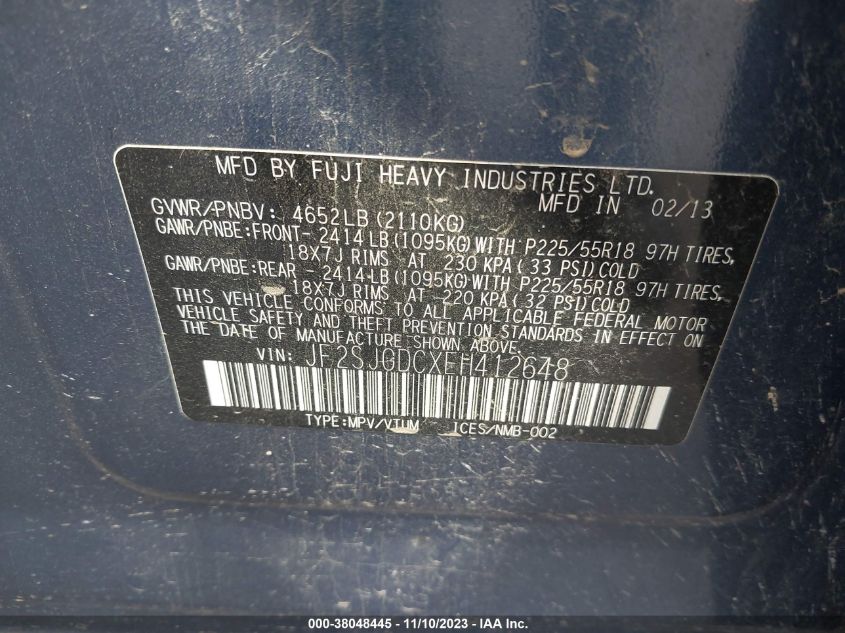 MFD BY FUJI HEAVY INDUSTRIES LTD.
MFD IN 02/13
GVWR/PNBV: 4652LB(2110KG)
GAWR/PNBE:FRONT- 2414LB(1095KG)WITH P225/55R18 97H TIRES,
18X7J RIMS AT 230 KPA(33 PSI)COLD
GAWR/PNBE:REAR - 2414LB(1095KG)WITH P225/55R18 97H TIRES,
18X7J RIMS AT 220 KPA(32 PSI)COLD
THIS VEHICLE CONFORMS TO ALL APPLICABLE FEDERAL MOTOR
VEHICLE SAFETY AND THEFT PREVENTION STANDARDS IN EFFECT ON
THE DATE OF MANUFACTURE SHOWN ABOVE.
VIN: JF2SJGDCXEH412648
TYPE:MPV/VTUM ICES/NMB-002
000-38048445 - 11/10/2023 - IAA Inc.